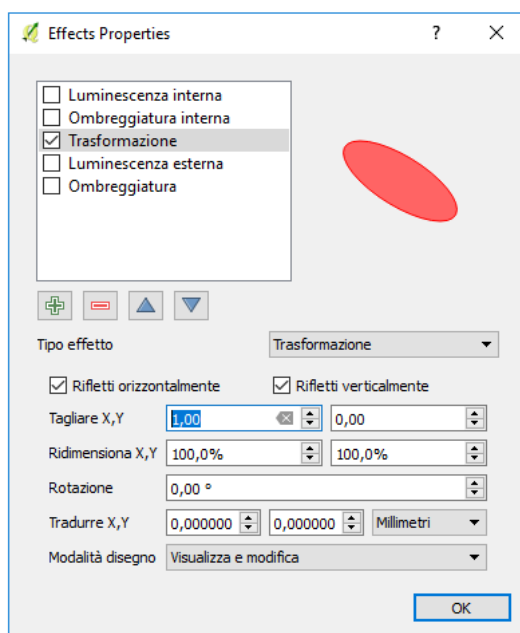 Effects Properties ?
Luminescenza interna
Ombreggiatura interna
Trasformazione
Luminescenza esterna
Ombreggiatura
Tipo effetto Trasformazione
Rifletti orizzontalmente Rifletti verticalmente
Tagliare X,Y 1,00 0,00
Ridimensiona X,Y 100,0% 100,0%
Rotazione 0,00 °
Tradurre X,Y 0,000000 0,000000 Millimetri
Modalità disegno Visualizza e modifica
OK